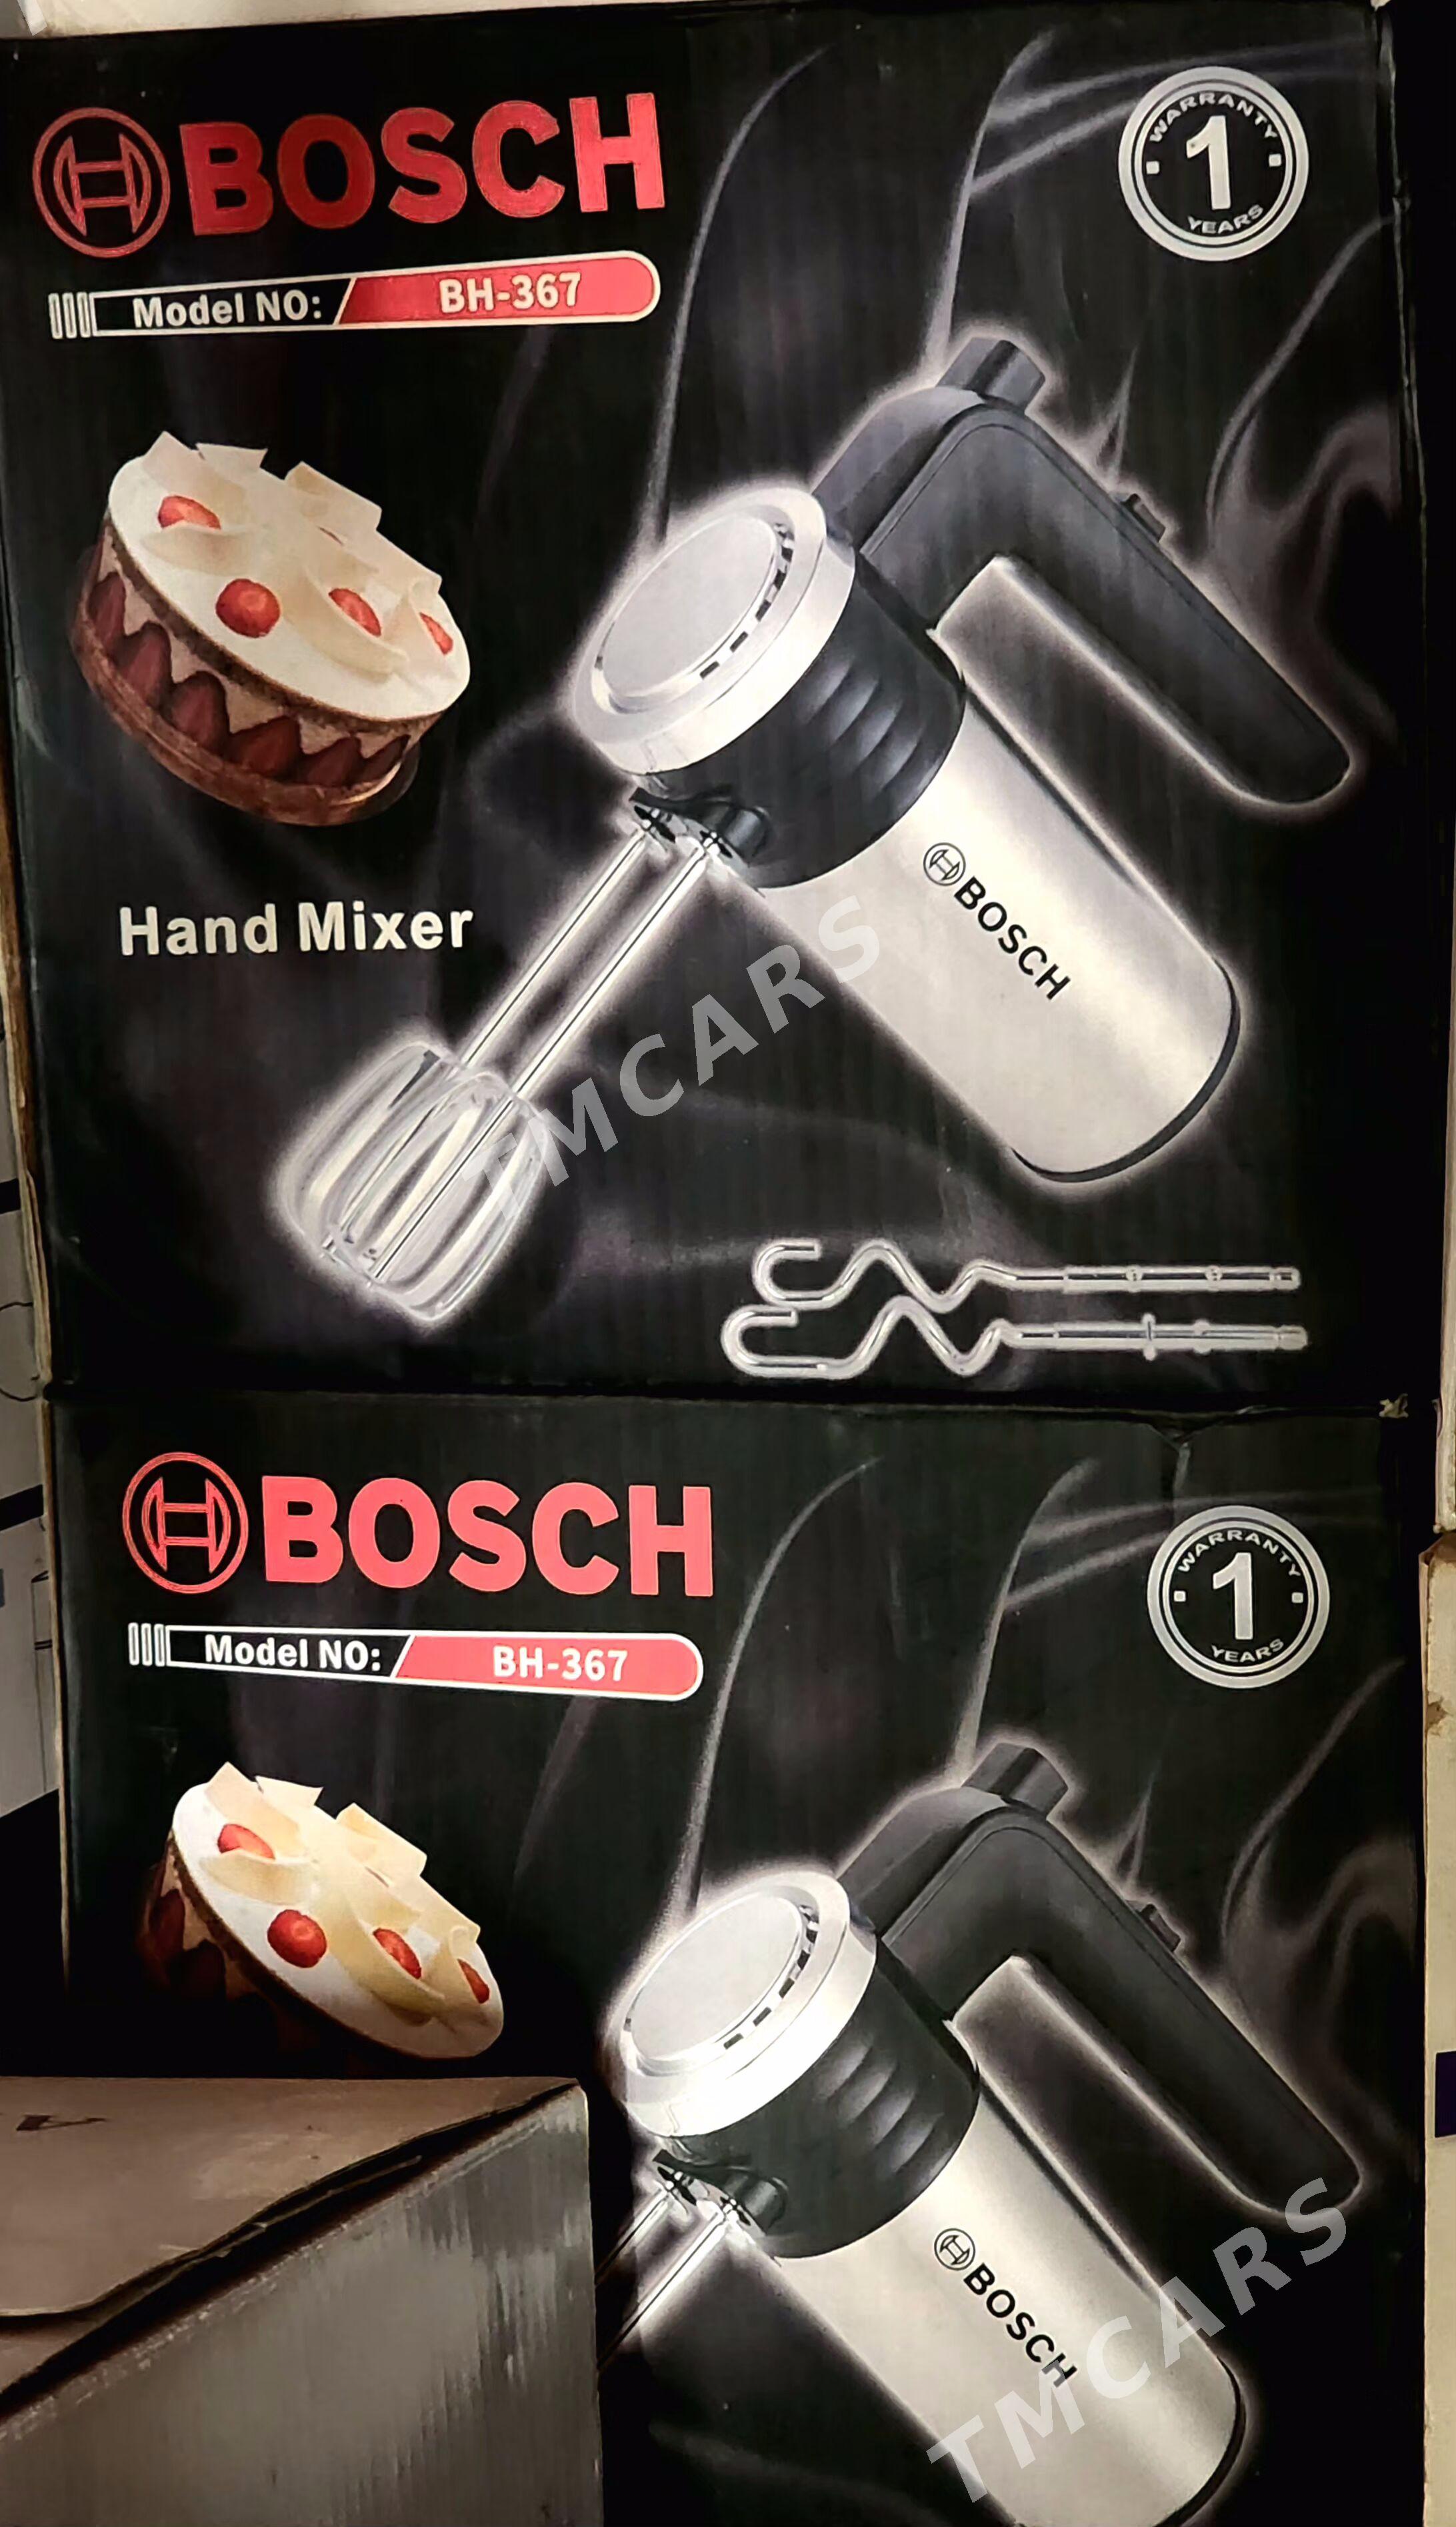 BOSCH
WARRANTY
1
YEARS
Model NO: BH-367
BOSCH
Hand Mixer
TMCARS
BOSCH
WARRANTY
1
YEARS
Model NO: BH-367
BOSCH
TMCARS